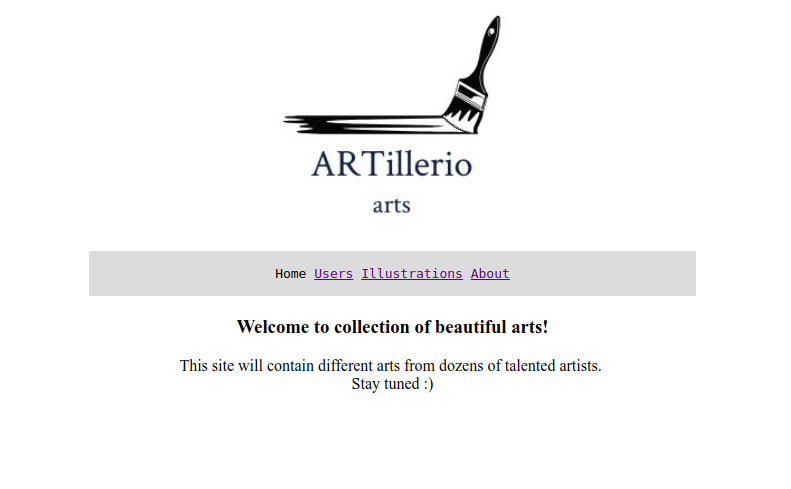 ARTillerio
arts
Home Users Illustrations About
Welcome to collection of beautiful arts!
This site will contain different arts from dozens of talented artists.
Stay tuned :)